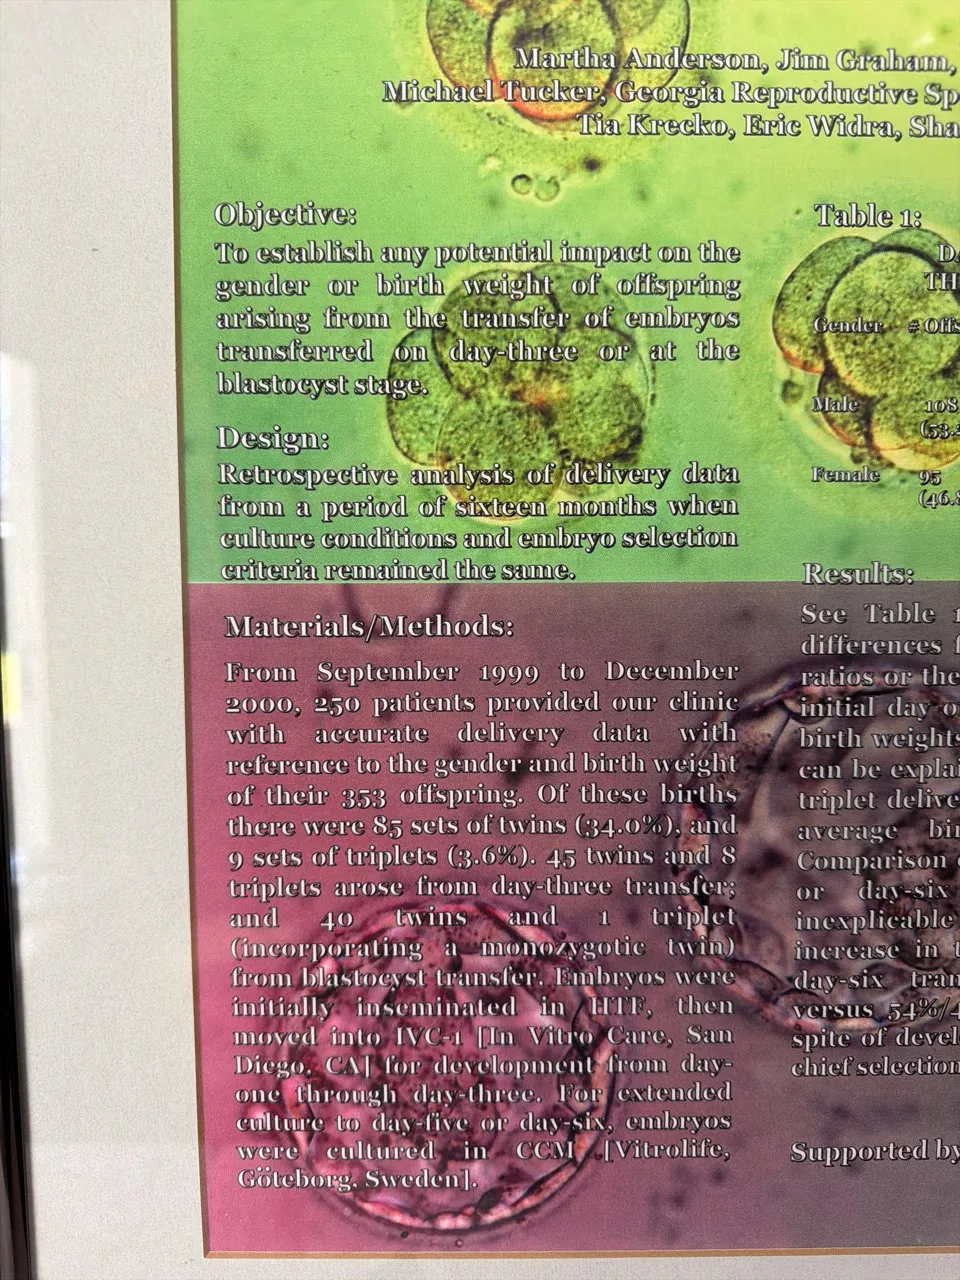 Martha Anderson, Jim Graham,
Michael Tucker, Georgia Reproductive Sp
Tia Krecko, Eric Widra, Sha
Objective:
To establish any potential impact on the
gender or birth weight of offspring
arising from the transfer of embryos
transferred on day-three or at the
blastocyst stage.
Design:
Retrospective analysis of delivery data
from a period of sixteen months when
culture conditions and embryo selection
criteria remained the same.
Materials/Methods:
From September 1999 to December
2000, 250 patients provided our clinic
with accurate delivery data with
reference to the gender and birth weight
of their 353 offspring. Of these births
there were 85 sets of twins (34.0%), and
9 sets of triplets (3.6%). 45 twins and 8
triplets arose from day-three transfer;
and 40 twins and 1 triplet
(incorporating a monozygotic twin)
from blastocyst transfer. Embryos were
initially inseminated in HTF, then
moved into IVC-1 [In Vitro Care, San
Diego, CA] for development from day-
one through day-three. For extended
culture to day-five or day-six, embryos
were cultured in CCM [Vitrolife,
Göteborg, Sweden].
Table 1:
D
TH
Gender # Offs
Male 108
(53.
Female 95
(46.8
Results:
See Table 1
differences f
ratios or the
initial day o
birth weights
can be expla
triplet delive
average bir
Comparison
or day-six
inexplicable
increase in t
day-six tran
versus 54%/4
spite of devel
chief selection
Supported by